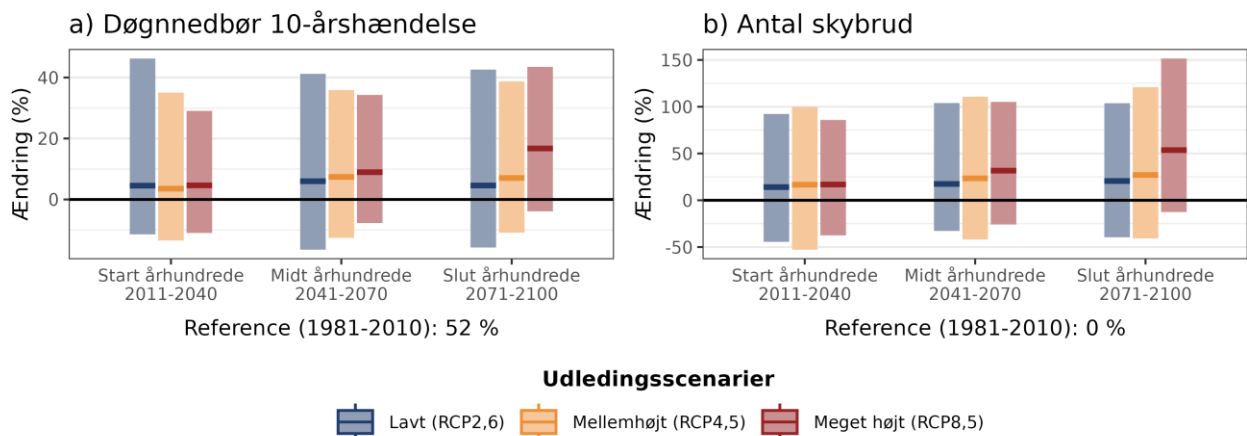 a) Døgnnedbør 10-årshændelse
Ændring (%)
40
20
0
Start århundrede
2011-2040
Midt århundrede
2041-2070
Slut århundrede
2071-2100
Reference (1981-2010): 52 %
b) Antal skybrud
Ændring (%)
150
100
50
0
-50
Start århundrede
2011-2040
Midt århundrede
2041-2070
Slut århundrede
2071-2100
Reference (1981-2010): 0 %
Udledingsscenarier
Lavt (RCP2,6)
Mellemhøjt (RCP4,5)
Meget højt (RCP8,5)